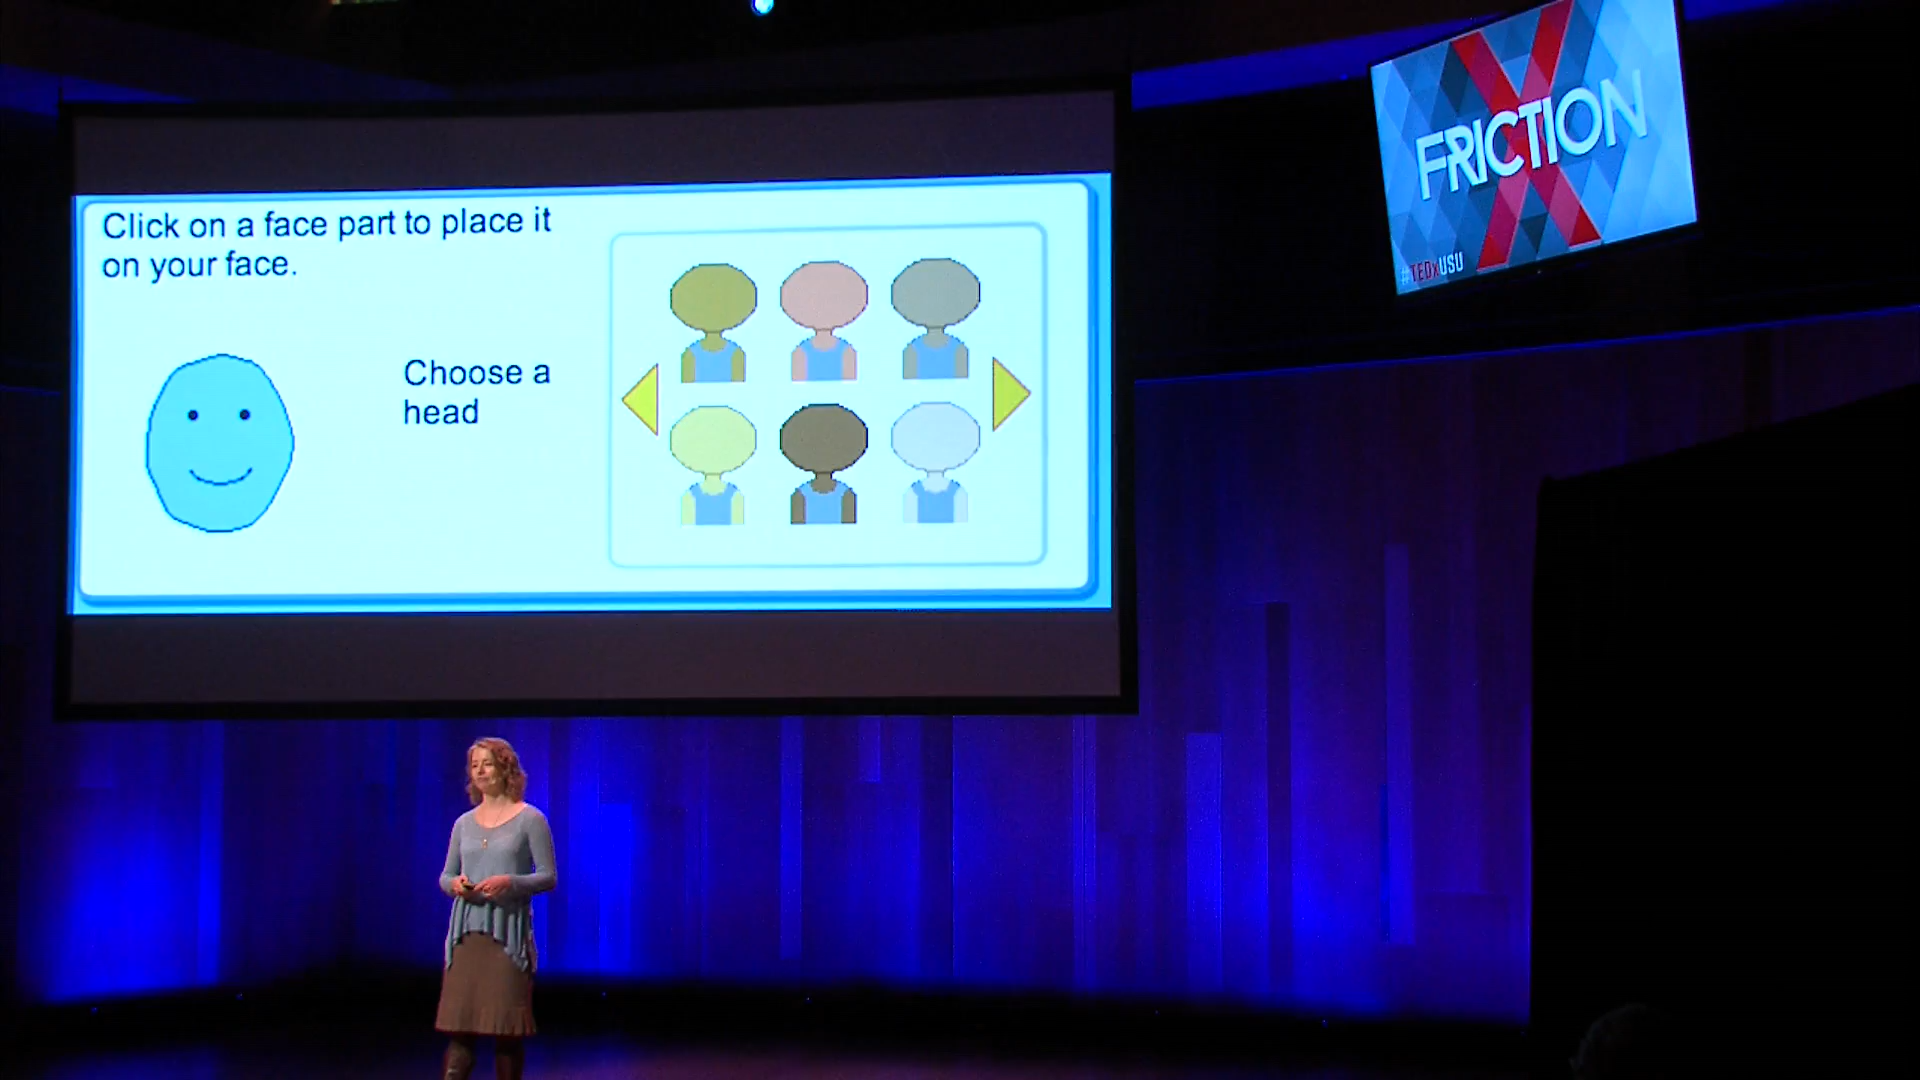 Click on a face part to place it
on your face.
Choose a
head
FRICTION
#TEDxUSU